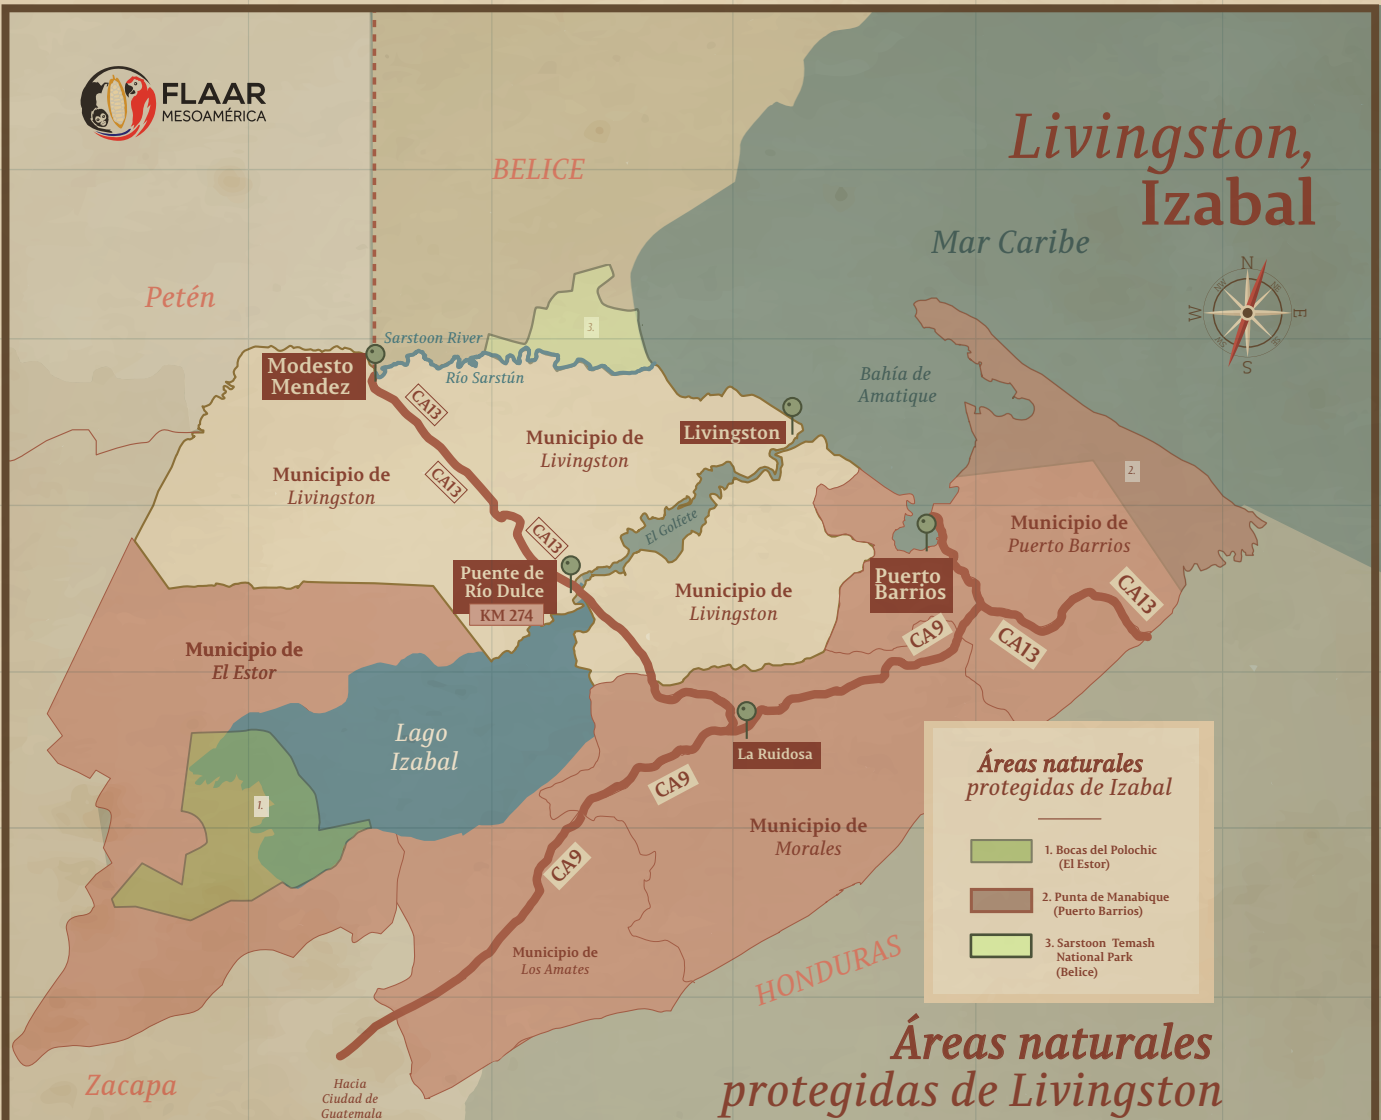 FLAAR
MESOAMÉRICA
Livingston,
Izabal
BELICE
Mar Caribe
N
NE
E
SE
S
SW
W
NW
Petén
Sarstoon River
Río Sarstún
3.
Modesto
Mendez
CA13
CA13
CA13
Bahía de
Amatique
Livingston
Municipio de
Livingston
Municipio de
Livingston
El Golfete
2.
Municipio de
Puerto Barrios
Puente de
Río Dulce
KM 274
Municipio de
Livingston
Puerto
Barrios
CA13
CA9
CA13
Municipio de
El Estor
Lago
Izabal
La Ruidosa
CA9
1.
Municipio de
Morales
CA9
Municipio de
Los Amates
HONDURAS
Áreas naturales
protegidas de Izabal
1. Bocas del Polochic
(El Estor)
2. Punta de Manabique
(Puerto Barrios)
3. Sarstoon Temash
National Park
(Belice)
Zacapa
Hacia
Ciudad de
Guatemala
Áreas naturales
protegidas de Livingston